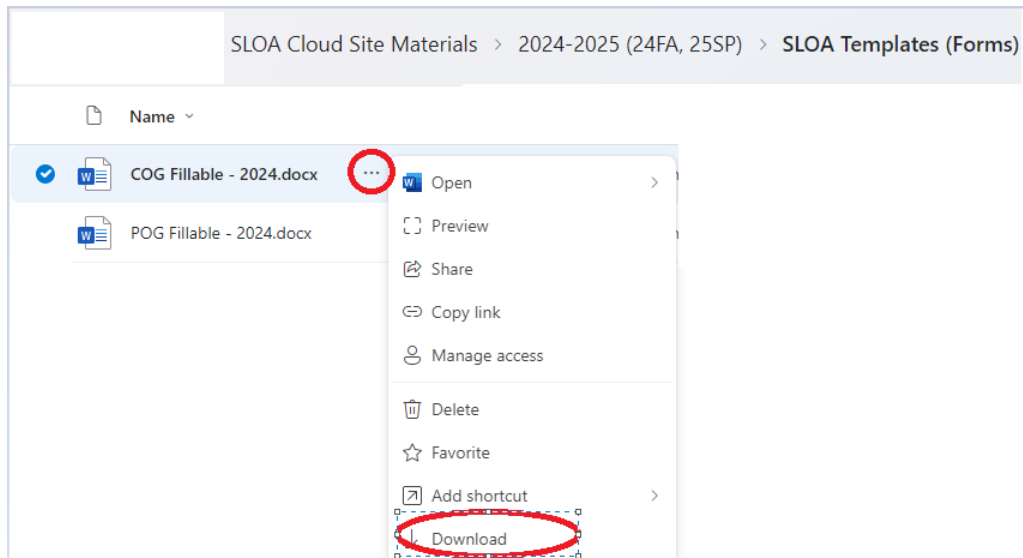 SLOA Cloud Site Materials > 2024-2025 (24FA, 25SP) > SLOA Templates (Forms)
Name
COG Fillable - 2024.docx ...
POG Fillable - 2024.docx
Open
Preview
Share
Copy link
Manage access
Delete
Favorite
Add shortcut
Download